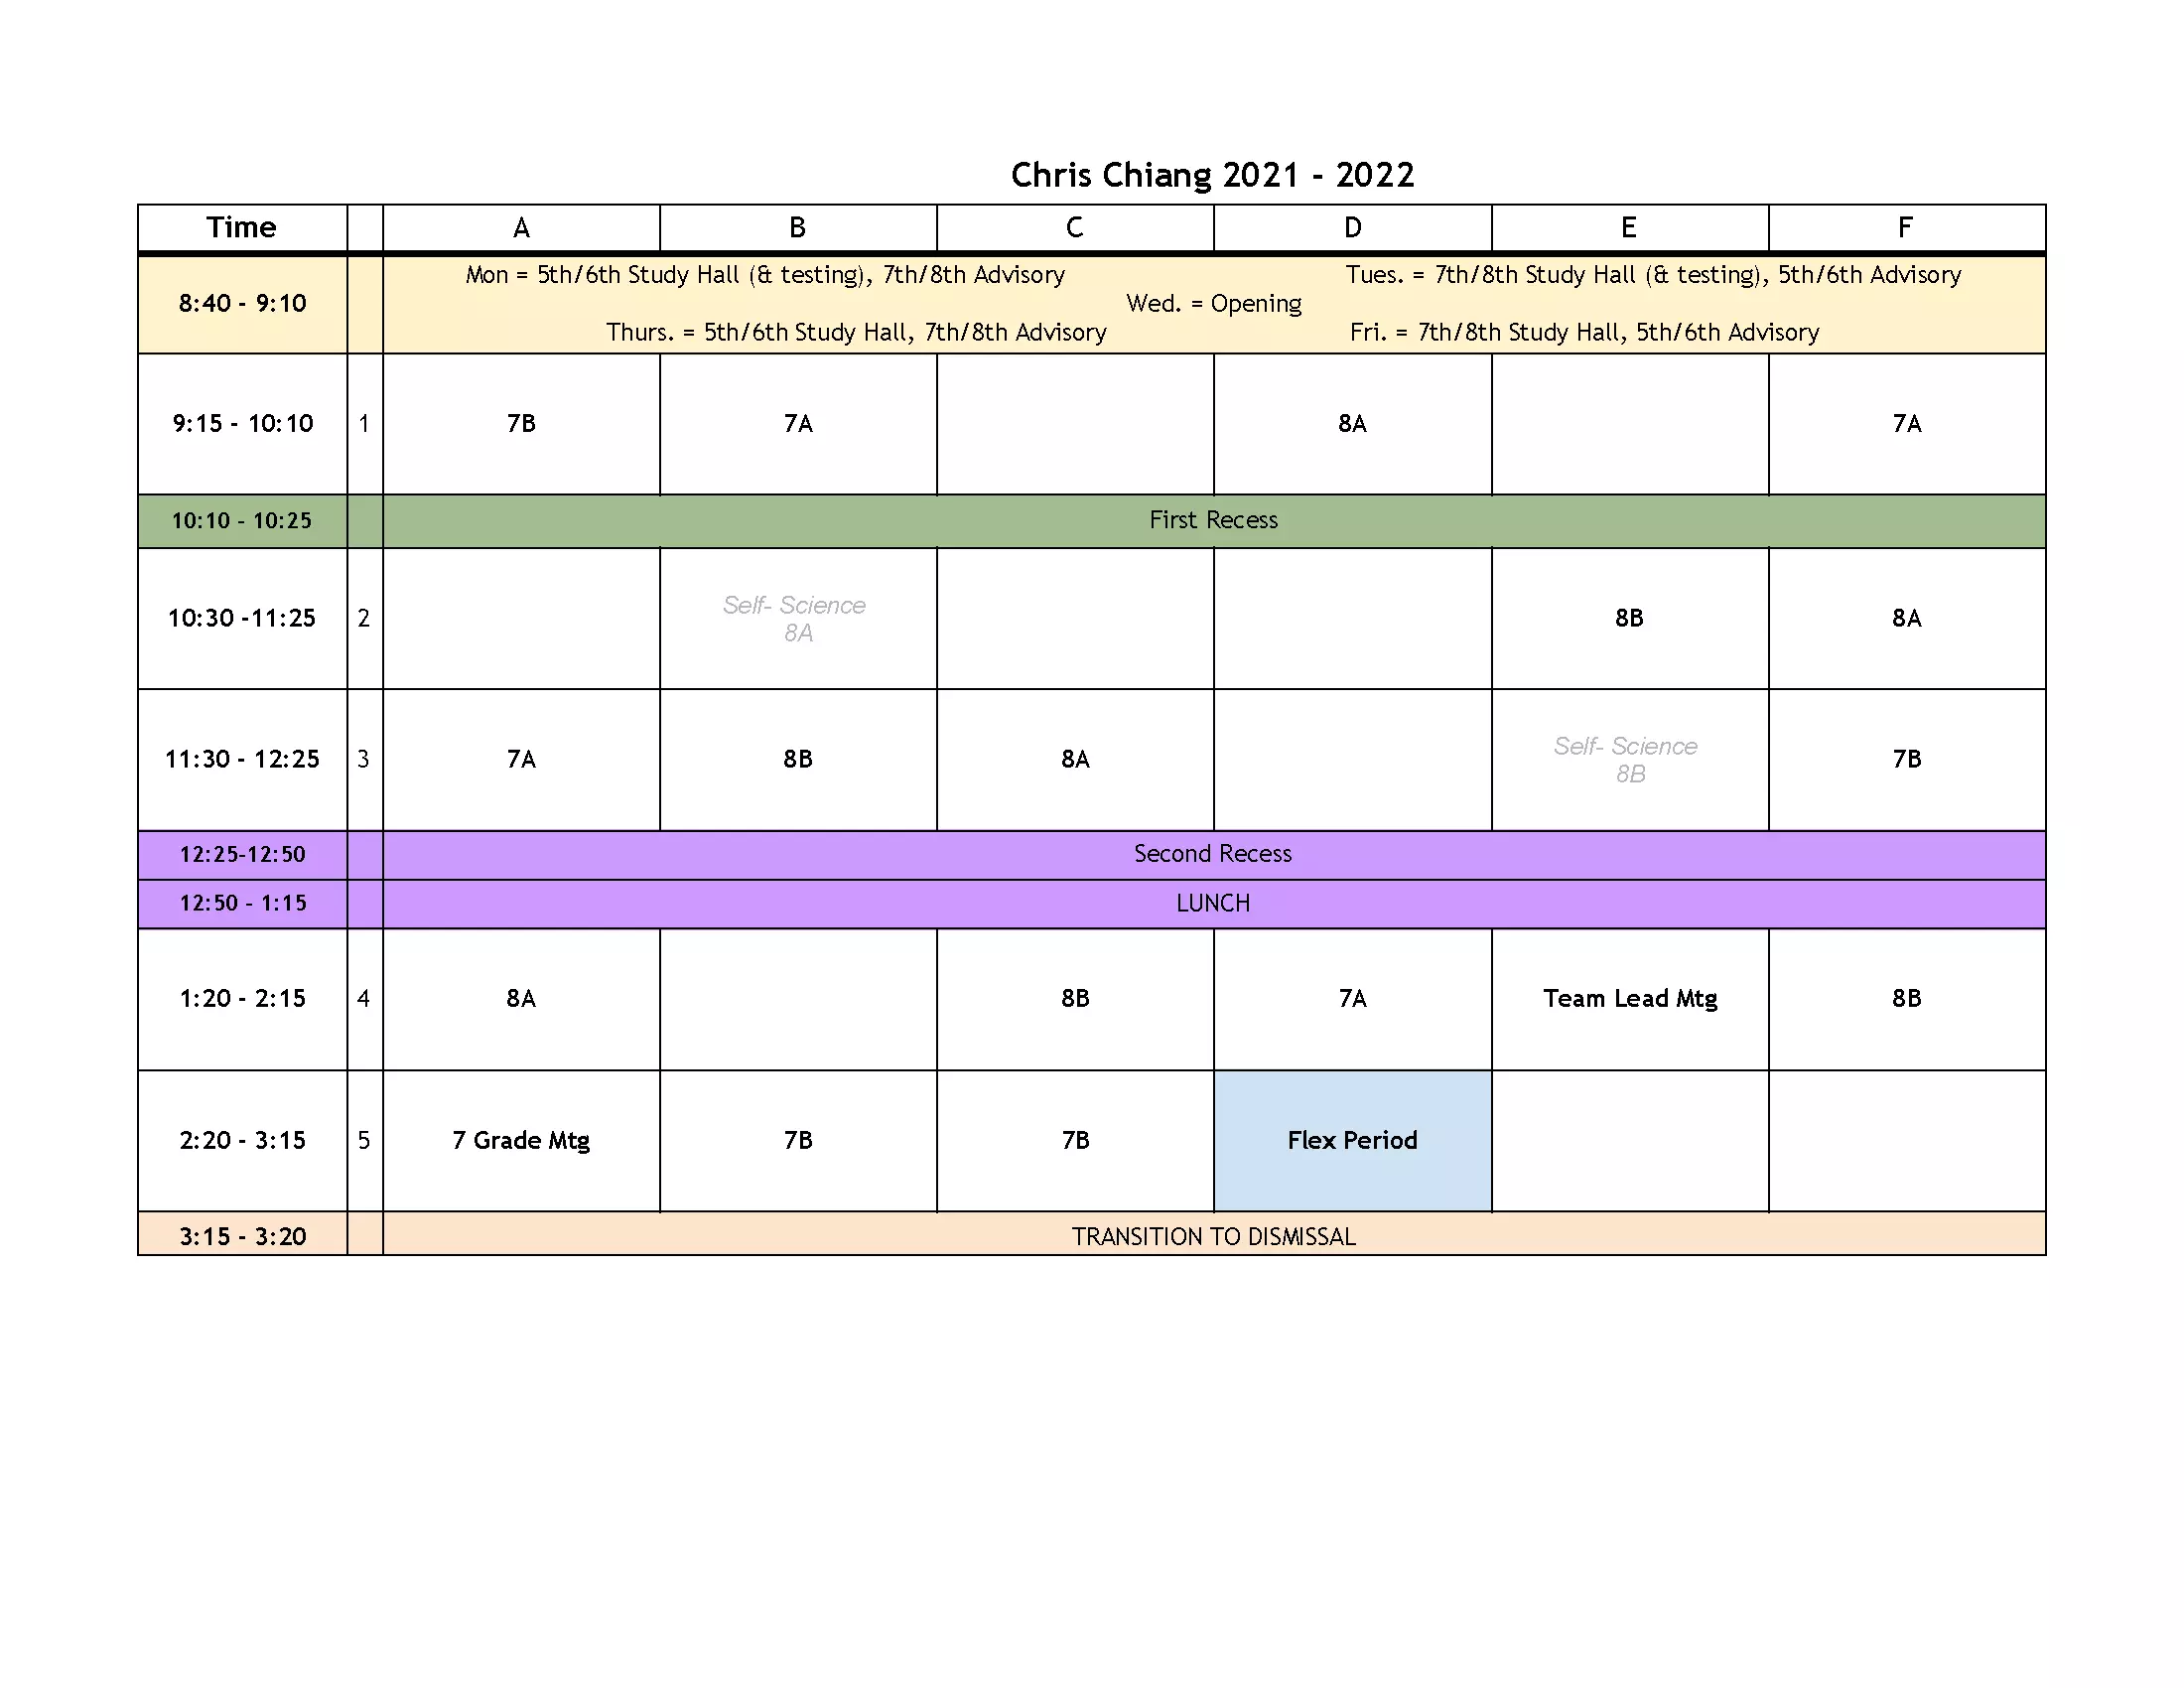 Chris Chiang 2021 - 2022
Time A B C D E F
Mon = 5th/6th Study Hall (& testing), 7th/8th Advisory Tues. = 7th/8th Study Hall (& testing), 5th/6th Advisory
8:40 - 9:10 Wed. = Opening
Thurs. = 5th/6th Study Hall, 7th/8th Advisory Fri. = 7th/8th Study Hall, 5th/6th Advisory
9:15 - 10:10 1 7B 7A 8A 7A
10:10 - 10:25 First Recess
Self- Science
10:30 -11:25 2 8B 8A
8A
Self- Science
11:30 - 12:25 3 7A 8B 8A 7B
8B
12:25-12:50 Second Recess
12:50 - 1:15 LUNCH
1:20 - 2:15 4 8A 8B 7A Team Lead Mtg 8B
2:20 - 3:15 5 7 Grade Mtg 7B 7B Flex Period
3:15 - 3:20 TRANSITION TO DISMISSAL